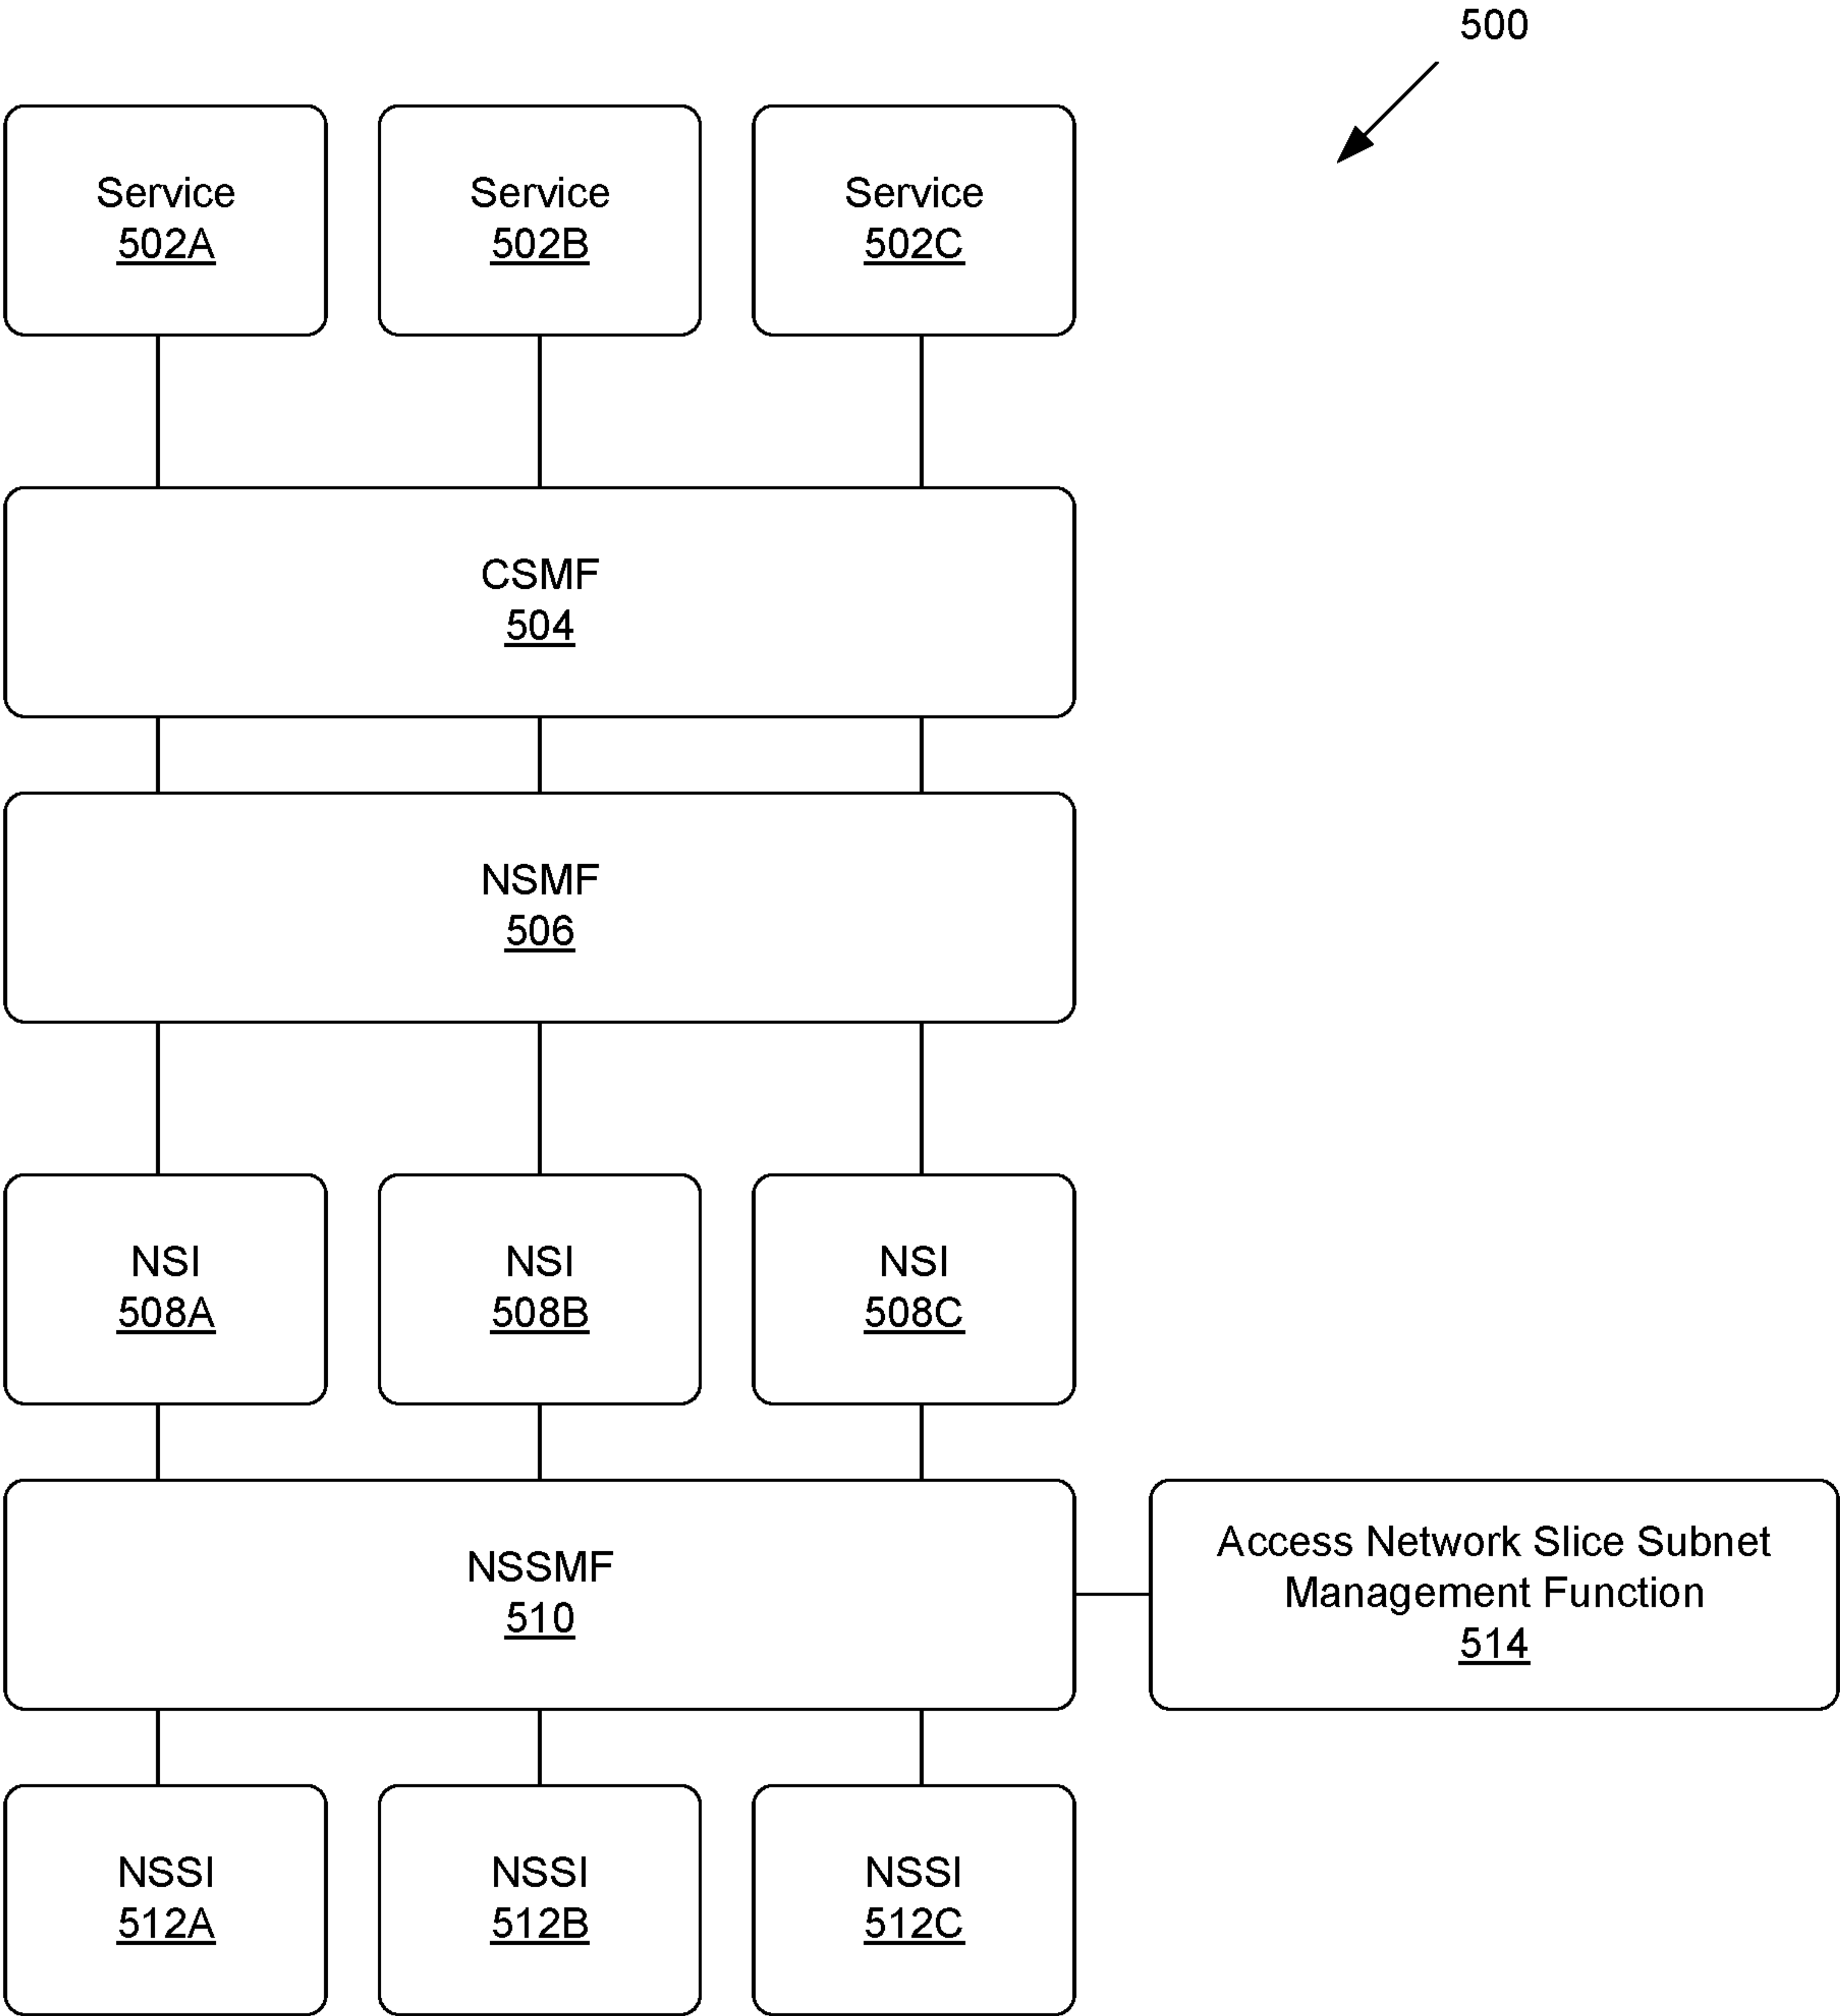 500
Service
502A
Service
502B
Service
502C
CSMF
504
NSMF
506
NSI
508A
NSI
508B
NSI
508C
NSSMF
510
Access Network Slice Subnet
Management Function
514
NSSI
512A
NSSI
512B
NSSI
512C